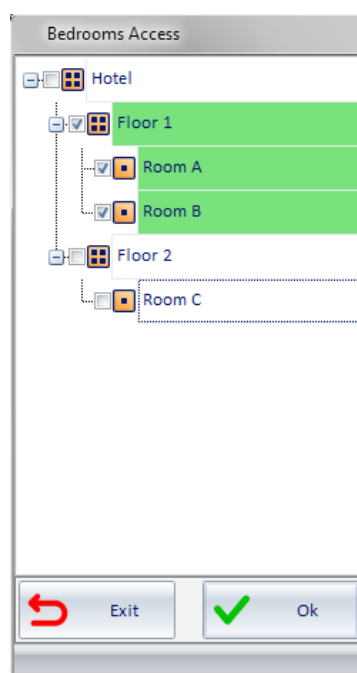 Bedrooms Access
Hotel
Floor 1
Room A
Room B
Floor 2
Room C
Exit
Ok